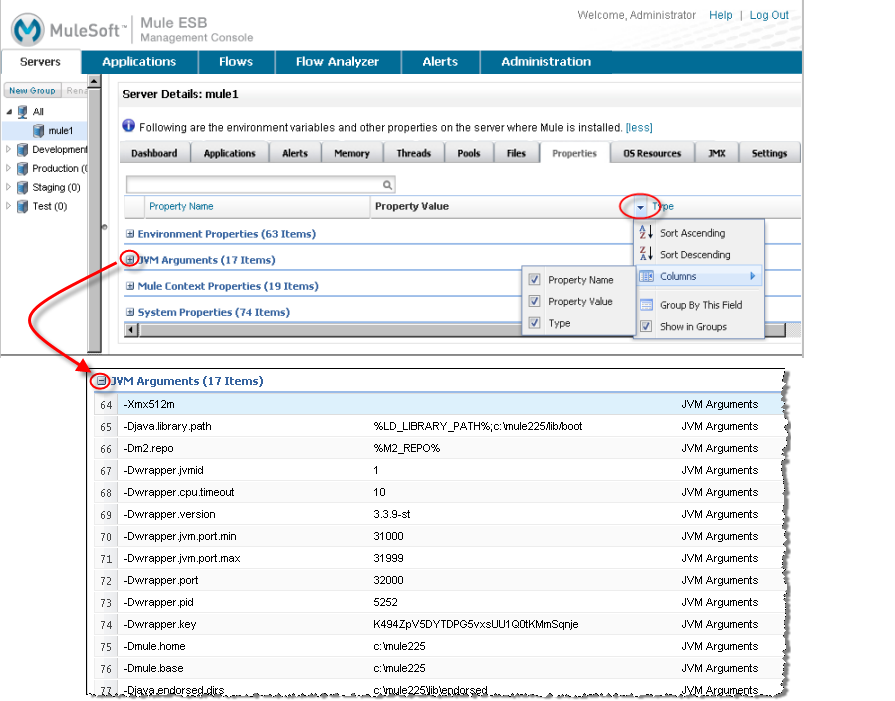 Welcome, Administrator Help | Log Out
MuleSoft™ Mule ESB
Management Console
Servers Applications Flows Flow Analyzer Alerts Administration
New Group Rena
All
mule1
Development
Production (0
Staging (0)
Test (0)
Server Details: mule1
Following are the environment variables and other properties on the server where Mule is installed. [less]
Dashboard Applications Alerts Memory Threads Pools Files Properties OS Resources JMX Settings
Property Name Property Value Type
Environment Properties (63 Items)
JVM Arguments (17 Items)
Mule Context Properties (19 Items)
System Properties (74 Items)
Sort Ascending
Sort Descending
Columns
Group By This Field
Show in Groups
Property Name
Property Value
Type
JVM Arguments (17 Items)
64 -Xmx512m JVM Arguments
65 -Djava.library.path %LD_LIBRARY_PATH%;c:\mule225/lib/boot JVM Arguments
66 -Dm2.repo %M2_REPO% JVM Arguments
67 -Dwrapper.jvmid 1 JVM Arguments
68 -Dwrapper.cpu.timeout 10 JVM Arguments
69 -Dwrapper.version 3.3.9-st JVM Arguments
70 -Dwrapper.jvm.port.min 31000 JVM Arguments
71 -Dwrapper.jvm.port.max 31999 JVM Arguments
72 -Dwrapper.port 32000 JVM Arguments
73 -Dwrapper.pid 5252 JVM Arguments
74 -Dwrapper.key K494ZpV5DYTDPG5vxsUU1Q0tKMmSqnje JVM Arguments
75 -Dmule.home c:\mule225 JVM Arguments
76 -Dmule.base c:\mule225 JVM Arguments
77 -Djava.endorsed.dirs c:\mule225\lib\endorsed JVM Arguments